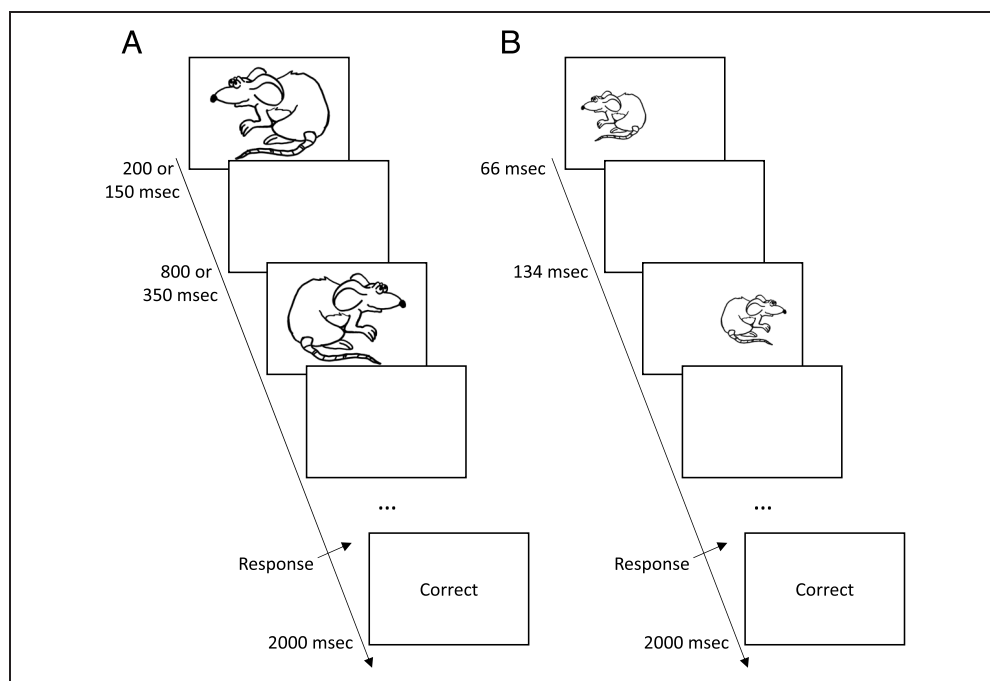 A
200 or
150 msec
800 or
350 msec
...
Response
Correct
2000 msec
B
66 msec
134 msec
...
Response
Correct
2000 msec